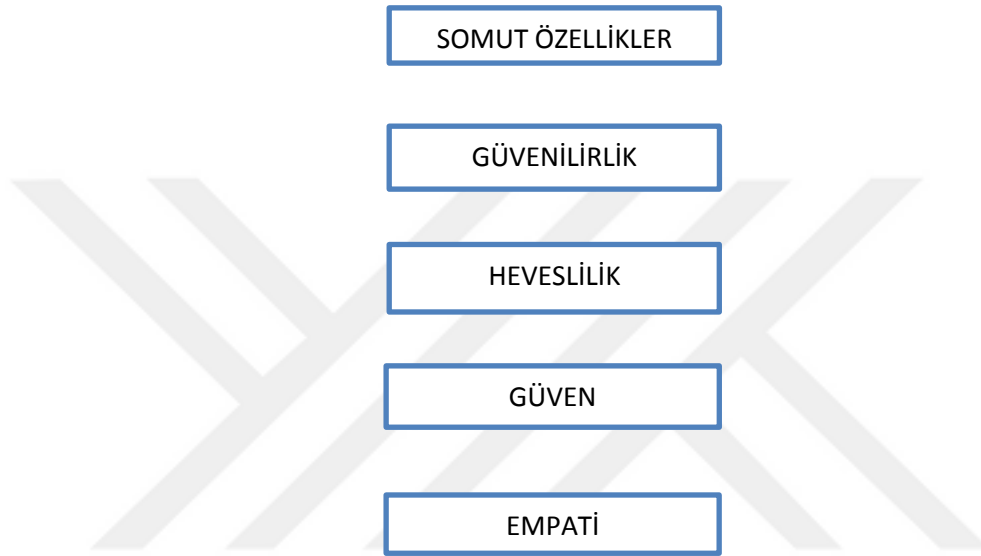 SOMUT ÖZELLİKLER
GÜVENİLİRLİK
HEVESLİLİK
GÜVEN
EMPATİ